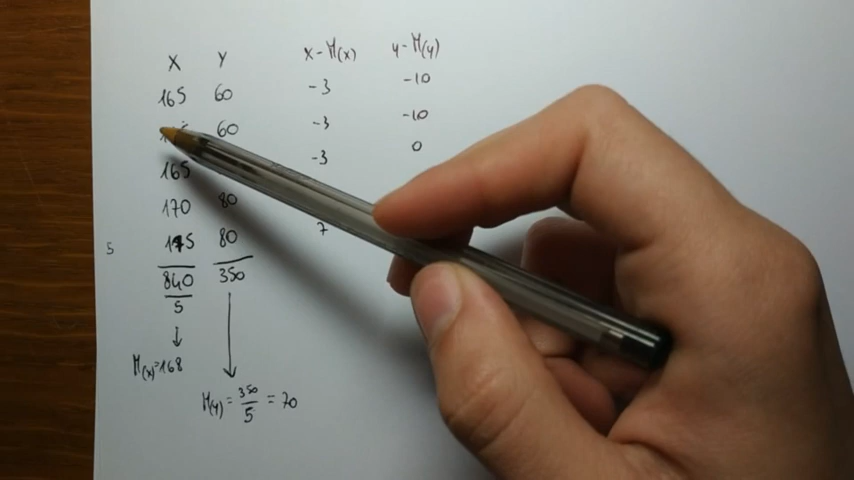 X Y x-M(x) y-M(y)
165 60 -3 -10
60 -3 -10
165 -3 0
170 80
5 175 80 7
840 350
5
M(x)=168
M(y)= 350/5 = 70